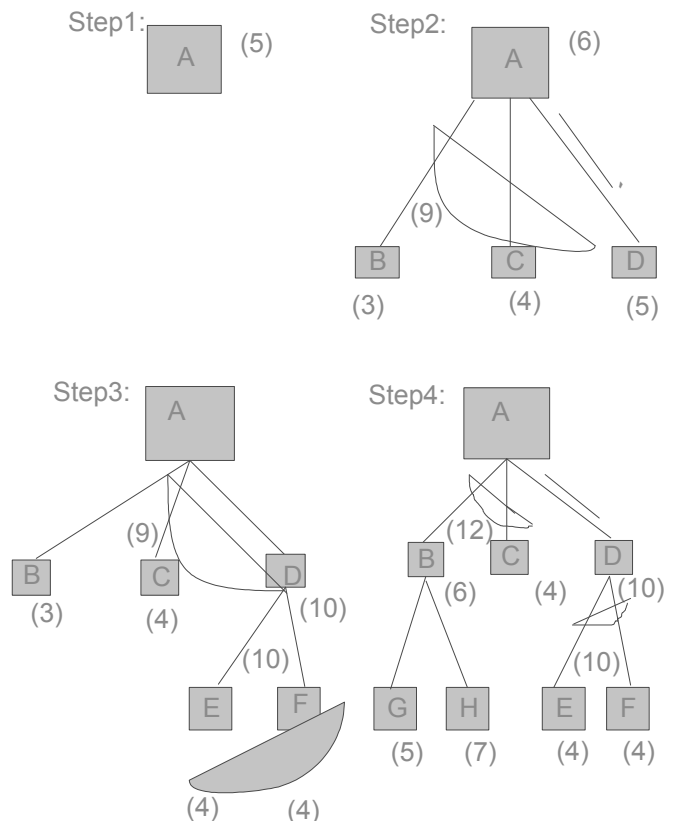 Step1:
A
(5)
Step2:
A
(6)
(9)
B
C
D
(3)
(4)
(5)
Step3:
A
(9)
B
C
D
(3)
(4)
(10)
(10)
E
F
(4)
(4)
Step4:
A
(12)
B
C
D
(6)
(4)
(10)
(10)
G
H
E
F
(5)
(7)
(4)
(4)